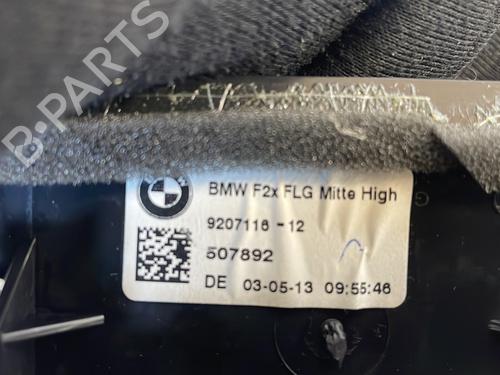 B-PARTS
BMW F2x FLG Mitte High
9207116 - 12
507892
DE 03-05-13 09:55:46